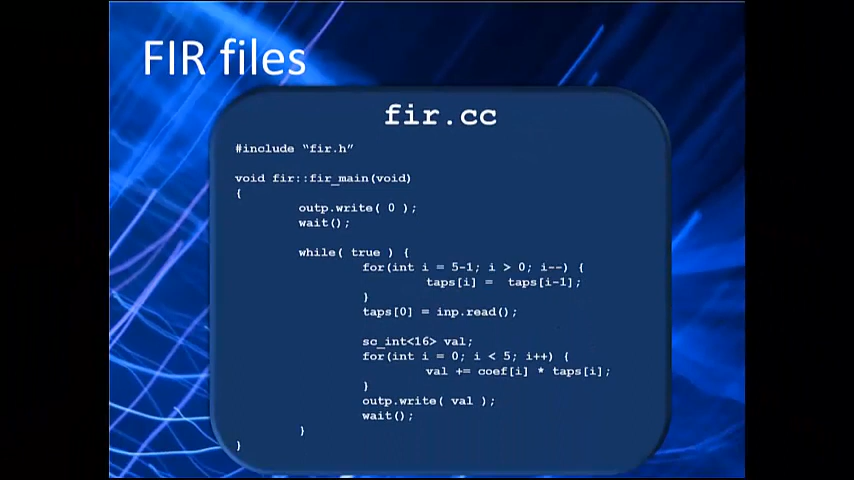 FIR files
fir.cc
#include “fir.h”
void fir::fir_main(void)
{
outp.write( 0 );
wait();
while( true ) {
for(int i = 5-1; i > 0; i--) {
taps[i] =  taps[i-1];
}
taps[0] = inp.read();
sc_int<16> val;
for(int i = 0; i < 5; i++) {
val += coef[i] * taps[i];
}
outp.write( val );
wait();
}
}